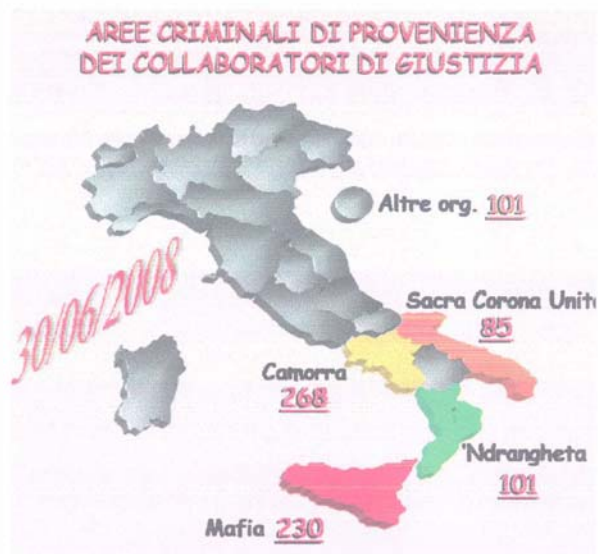 AREE CRIMINALI DI PROVENIENZA
DEI COLLABORATORI DI GIUSTIZIA
Altre org. 101
30/06/2008
Sacra Corona Unit
85
Camorra
268
'Ndrangheta
101
Mafia 230